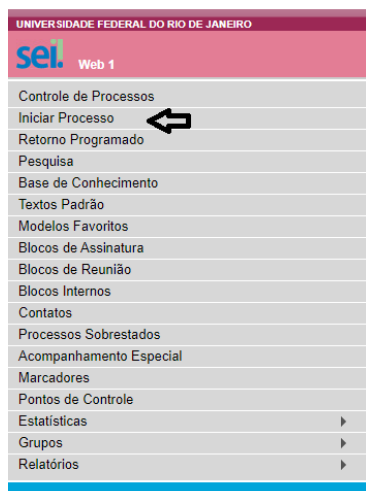 UNIVERSIDADE FEDERAL DO RIO DE JANEIRO
sei. Web 1
Controle de Processos
Iniciar Processo
Retorno Programado
Pesquisa
Base de Conhecimento
Textos Padrão
Modelos Favoritos
Blocos de Assinatura
Blocos de Reunião
Blocos Internos
Contatos
Processos Sobrestados
Acompanhamento Especial
Marcadores
Pontos de Controle
Estatísticas
Grupos
Relatórios